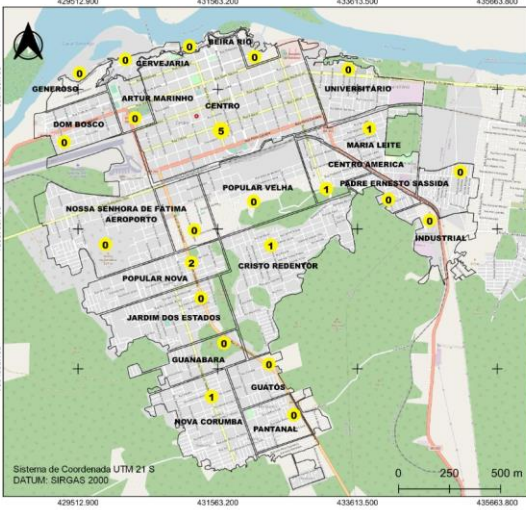 429512.900 431563.200 433613.500 435663.800
BEIRA RIO
0
0
CERVEJARIA
0
0
0
GENEROSO
UNIVERSITÁRIO
ARTUR MARINHO
CENTRO
0
DOM BOSCO
5
1
0
MARIA LEITE
CENTRO AMERICA
0
PADRE ERNESTO SASSIDA
POPULAR VELHA
1
0
0
NOSSA SENHORA DE FÁTIMA
AEROPORTO
0
0
INDUSTRIAL
0
1
CRISTO REDENTOR
2
POPULAR NOVA
0
JARDIM DOS ESTADOS
0
GUANABARA
0
GUATÓS
1
0
NOVA CORUMBA
PANTANAL
Sistema de Coordenada UTM 21 S
DATUM: SIRGAS 2000
0 250 500 m
429512.900 431563.200 433613.500 435663.800